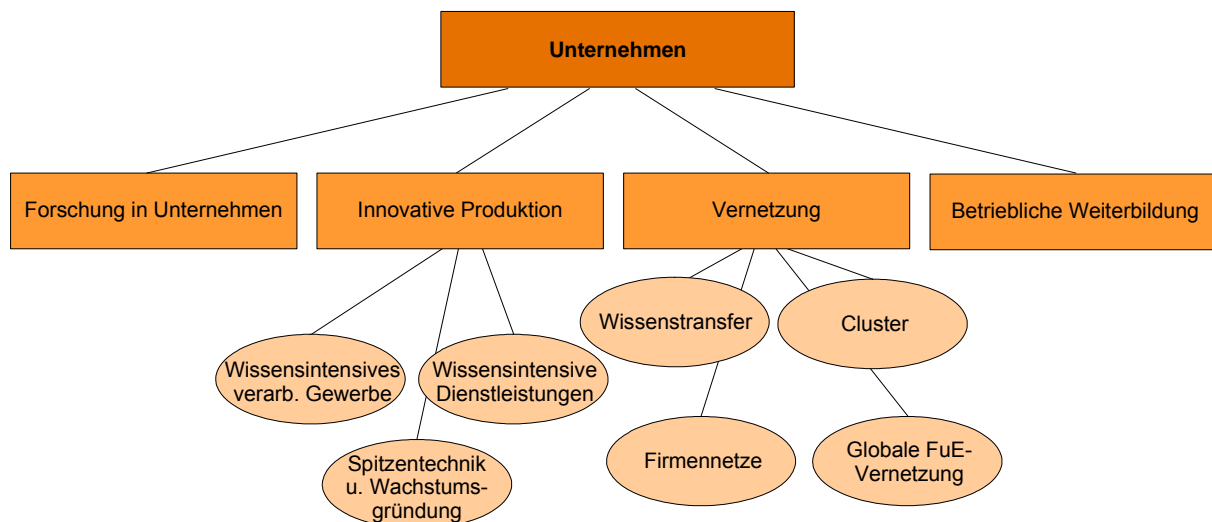 Unternehmen
Forschung in Unternehmen
Innovative Produktion
Vernetzung
Betriebliche Weiterbildung
Wissenstransfer
Cluster
Wissensintensives
verarb. Gewerbe
Wissensintensive
Dienstleistungen
Spitzentechnik
u. Wachstums-
gründung
Firmennetze
Globale FuE-
Vernetzung